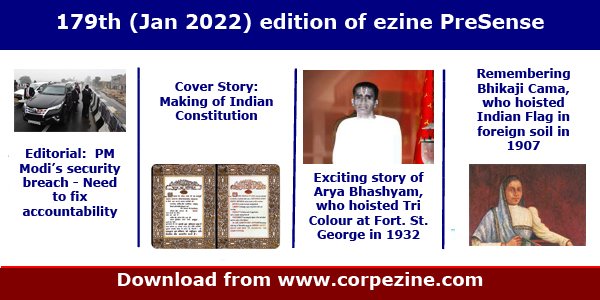 179th (Jan 2022) edition of ezine PreSense
Editorial:  PM
Modi's security
breach - Need
to fix
accountability
Cover Story:
Making of Indian
Constitution
Exciting story of
Arya Bhashyam,
who hoisted Tri
Colour at Fort. St.
George in 1932
Remembering
Bhikaji Cama,
who hoisted
Indian Flag in
foreign soil in
1907
Download from www.corpezine.com